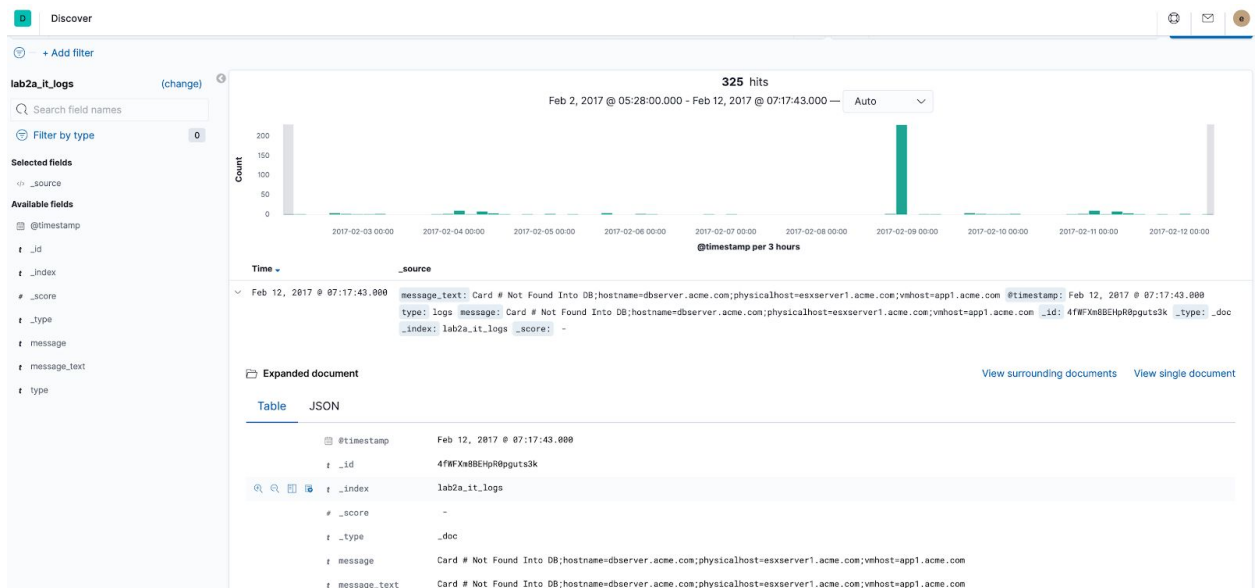 D Discover e
+ Add filter
lab2a_it_logs (change)
Search field names
Filter by type 0
Selected fields
</> _source
Available fields
@timestamp
t _id
t _index
# _score
t _type
t message
t message_text
t type
325 hits
Feb 2, 2017 @ 05:28:00.000 - Feb 12, 2017 @ 07:17:43.000 — Auto
Count
200
150
100
50
0
2017-02-03 00:00 2017-02-04 00:00 2017-02-05 00:00 2017-02-06 00:00 2017-02-07 00:00 2017-02-08 00:00 2017-02-09 00:00 2017-02-10 00:00 2017-02-11 00:00 2017-02-12 00:00
@timestamp per 3 hours
Time _source
Feb 12, 2017 @ 07:17:43.000 message_text: Card # Not Found Into DB;hostname=dbserver.acme.com;physicalhost=esxserver1.acme.com;vmhost=app1.acme.com @timestamp: Feb 12, 2017 @ 07:17:43.000
type: logs message: Card # Not Found Into DB;hostname=dbserver.acme.com;physicalhost=esxserver1.acme.com;vmhost=app1.acme.com _id: 4fWFXm8BEHpR0pguts3k _type: _doc
_index: lab2a_it_logs _score: -
Expanded document View surrounding documents View single document
Table JSON
@timestamp Feb 12, 2017 @ 07:17:43.000
t _id 4fWFXm8BEHpR0pguts3k
t _index lab2a_it_logs
# _score -
t _type _doc
t message Card # Not Found Into DB;hostname=dbserver.acme.com;physicalhost=esxserver1.acme.com;vmhost=app1.acme.com
t message_text Card # Not Found Into DB;hostname=dbserver.acme.com;physicalhost=esxserver1.acme.com;vmhost=app1.acme.com